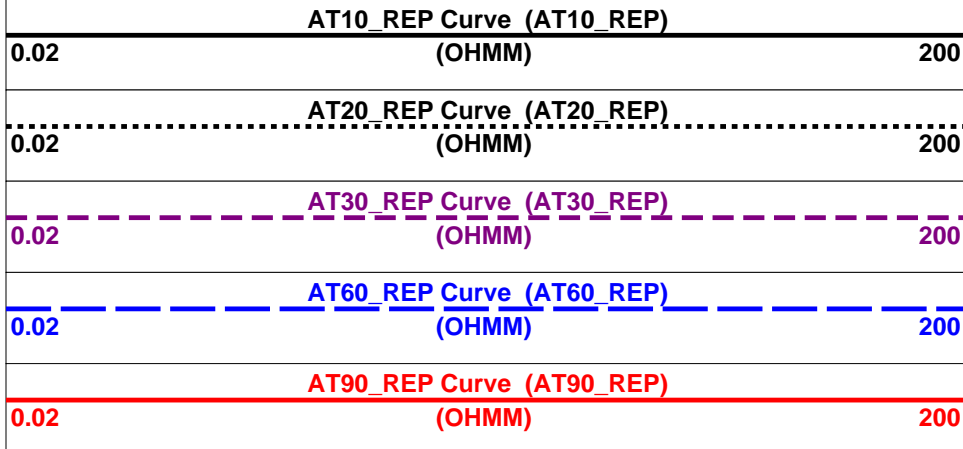 AT10_REP Curve (AT10_REP)
0.02 (OHMM) 200
AT20_REP Curve (AT20_REP)
0.02 (OHMM) 200
AT30_REP Curve (AT30_REP)
0.02 (OHMM) 200
AT60_REP Curve (AT60_REP)
0.02 (OHMM) 200
AT90_REP Curve (AT90_REP)
0.02 (OHMM) 200